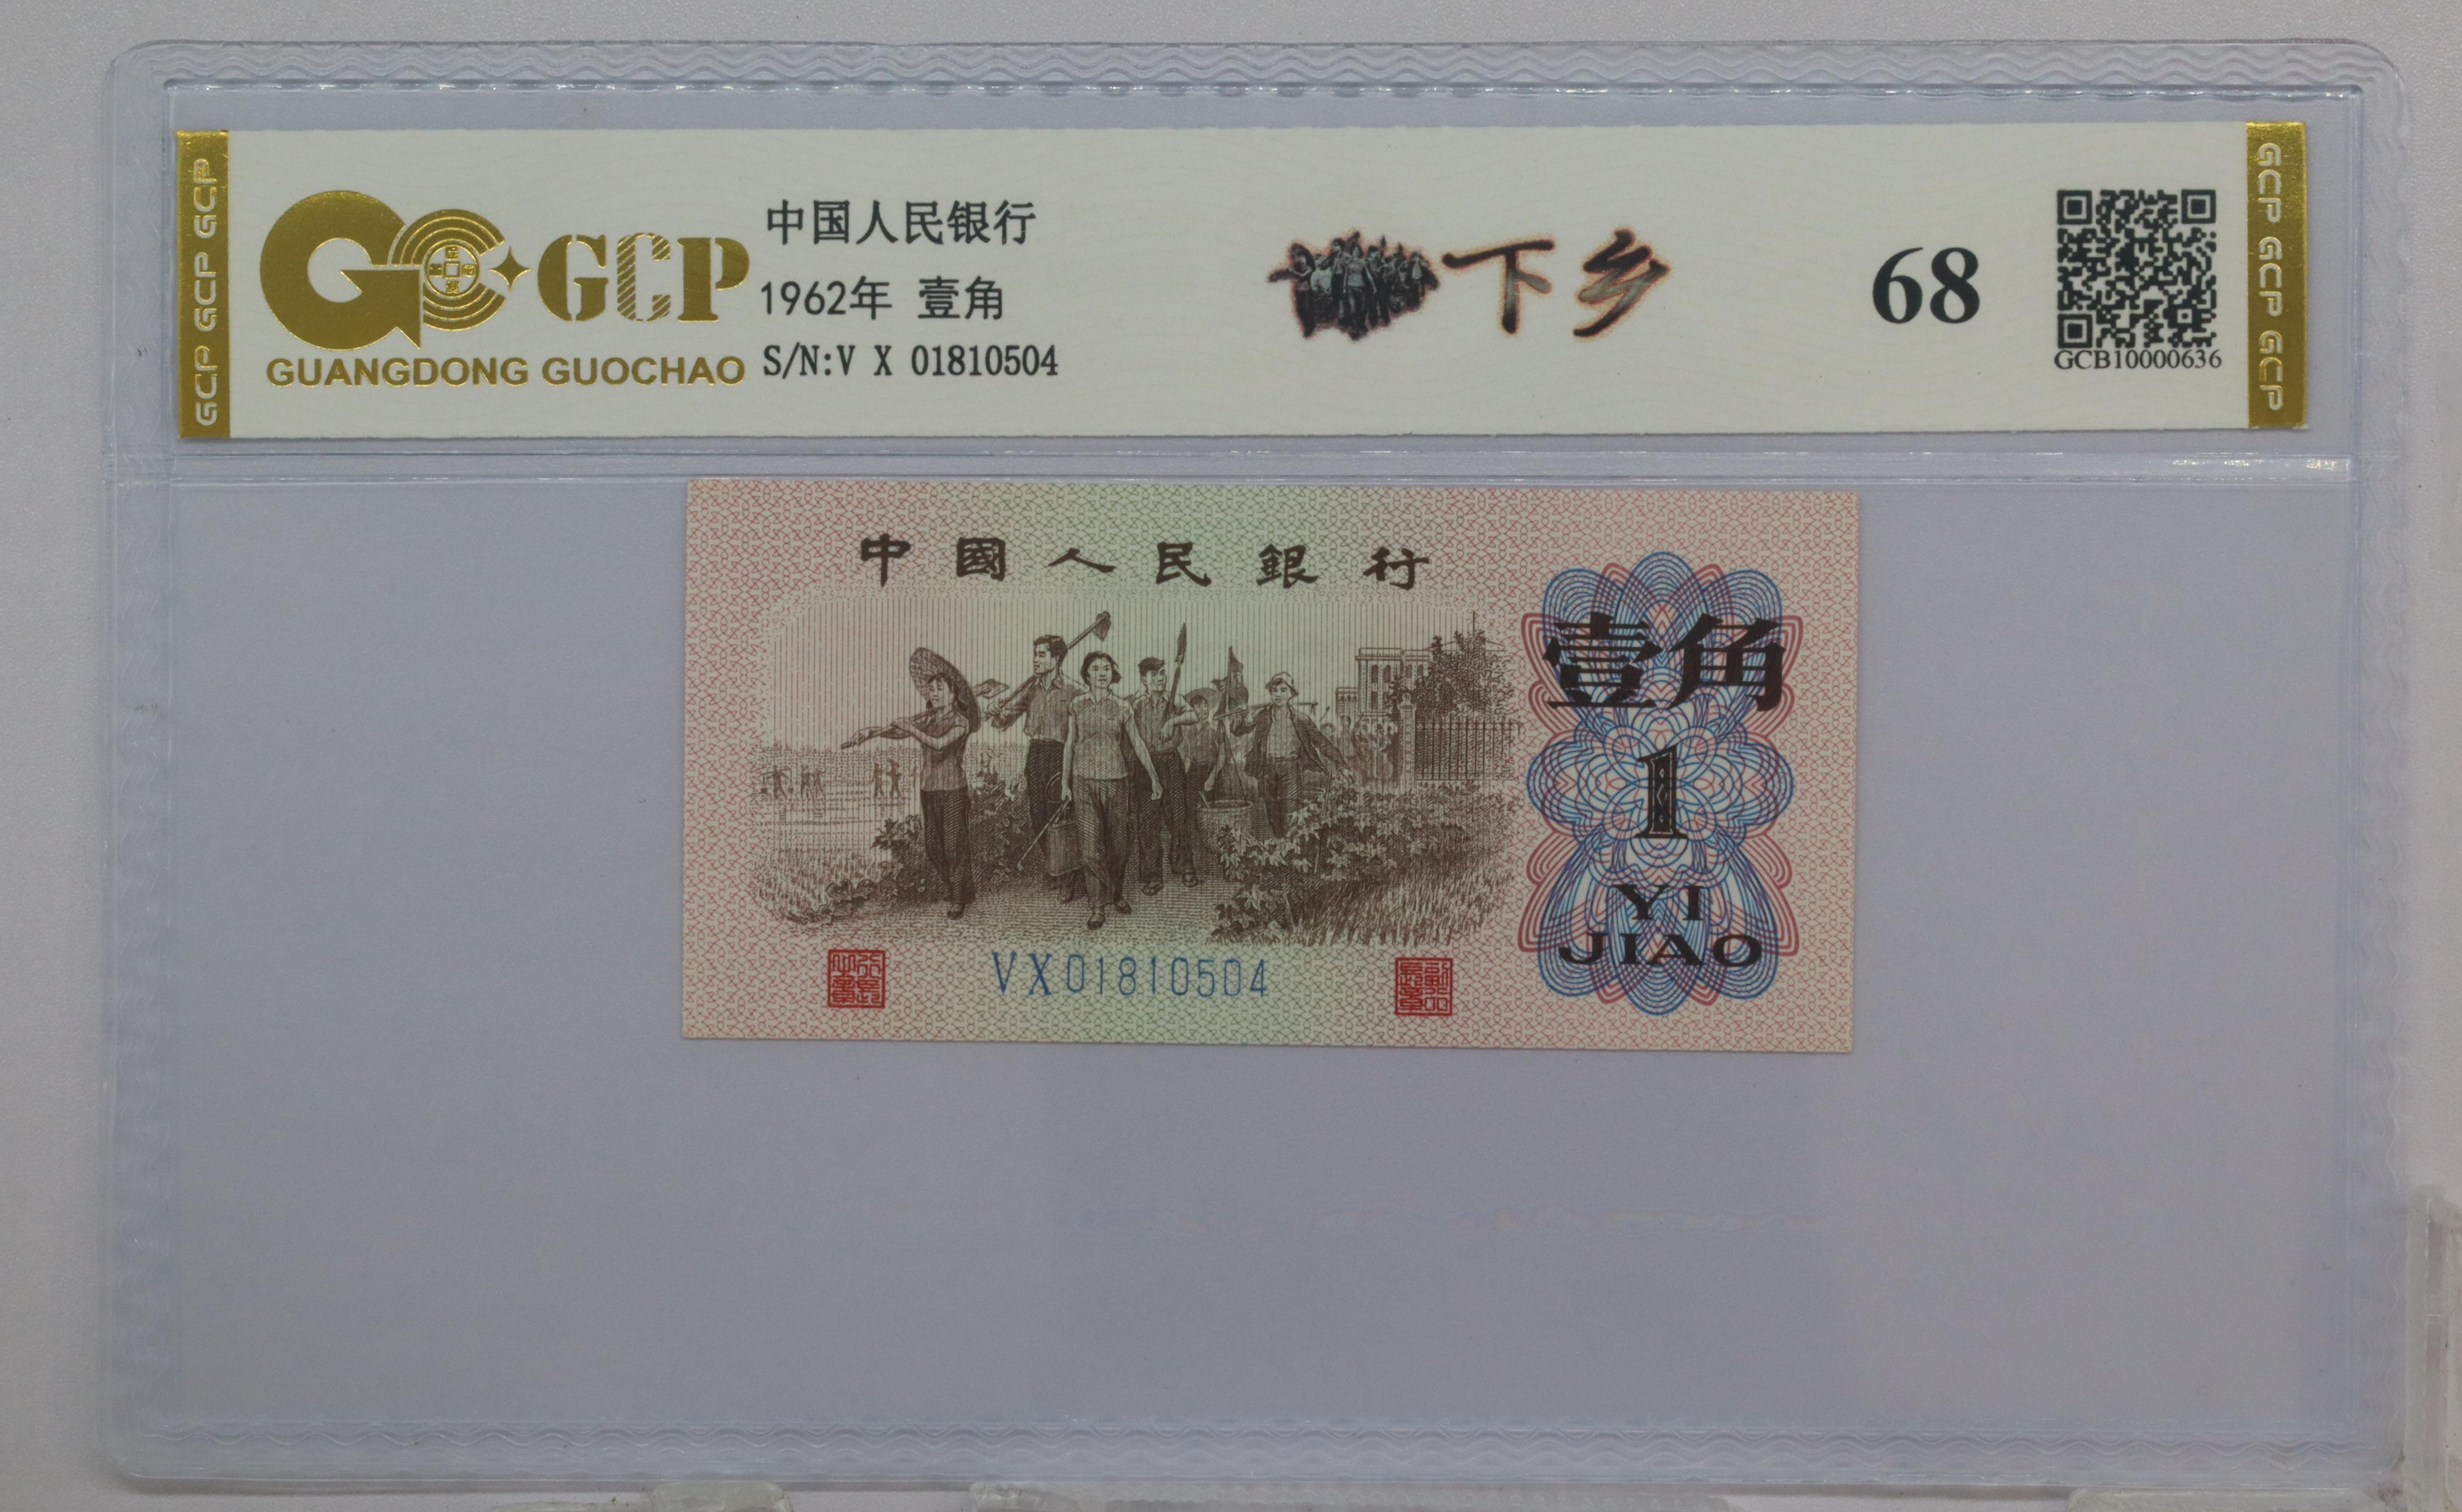 GCP GCP GCP
GCP
GUANGDONG GUOCHAO
中国人民银行
1962年 壹角
S/N:V X 01810504
下乡
68
GCB10000636
GCP GCP GCP
中國人民銀行
壹角
1
YI
JIAO
VX01810504